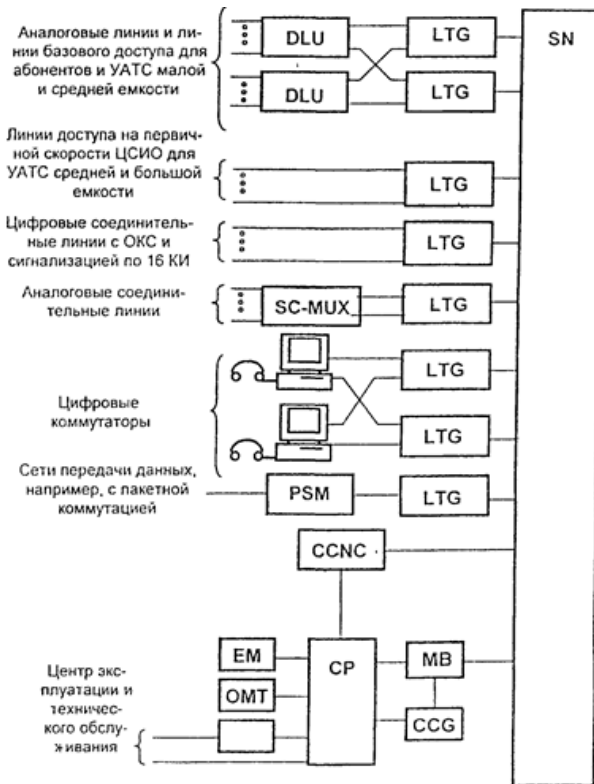 Аналоговые линии и ли-
нии базового доступа для
абонентов и УАТС малой
и средней емкости
DLU
LTG
SN
DLU
LTG
Линии доступа на первич-
ной скорости ЦСИО для
УАТС средней и большой
емкости
LTG
Цифровые соединитель-
ные линии с ОКС и
сигнализацией по 16 КИ
LTG
Аналоговые соедини-
тельные линии
SC-MUX
LTG
LTG
Цифровые
коммутаторы
LTG
Сети передачи данных,
например, с пакетной
коммутацией
PSM
LTG
CCNC
EM
CP
MB
OMT
CCG
Центр экс-
плуатации и
техничес-
кого обслу-
живания